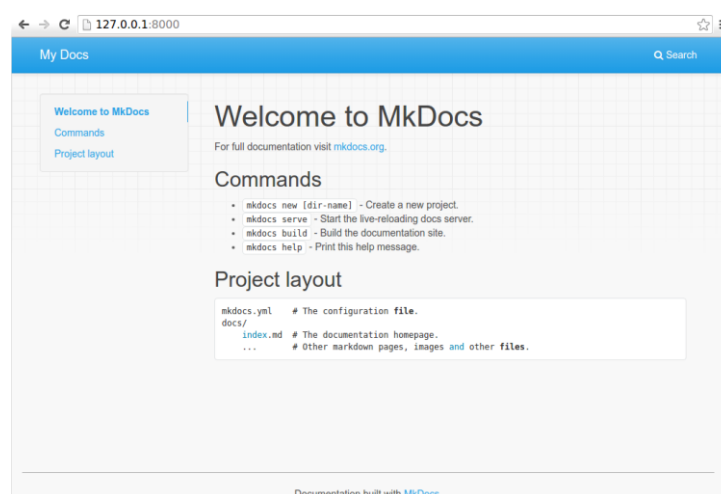 127.0.0.1:8000
My Docs
Search
Welcome to MkDocs
Commands
Project layout
Welcome to MkDocs
For full documentation visit mkdocs.org.
Commands
mkdocs new [dir-name] - Create a new project.
mkdocs serve - Start the live-reloading docs server.
mkdocs build - Build the documentation site.
mkdocs help - Print this help message.
Project layout
mkdocs.yml    # The configuration file.
docs/
    index.md  # The documentation homepage.
    ...       # Other markdown pages, images and other files.
Documentation built with MkDocs